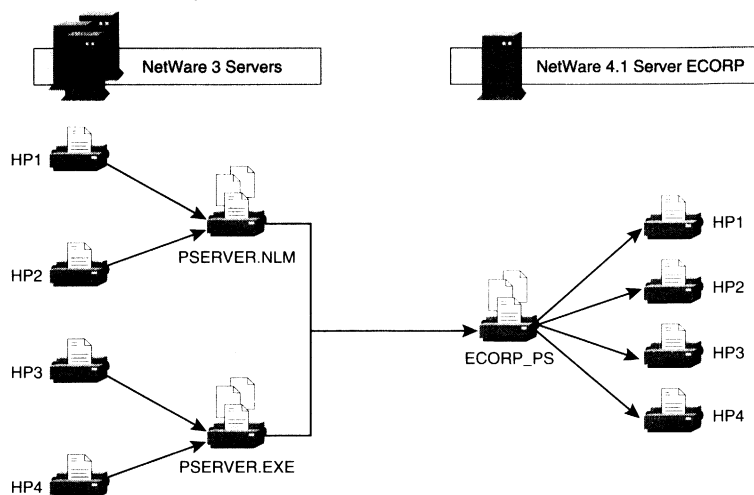 NetWare 3 Servers
NetWare 4.1 Server ECORP
HP1
HP2
PSERVER.NLM
HP3
HP4
PSERVER.EXE
ECORP_PS
HP1
HP2
HP3
HP4